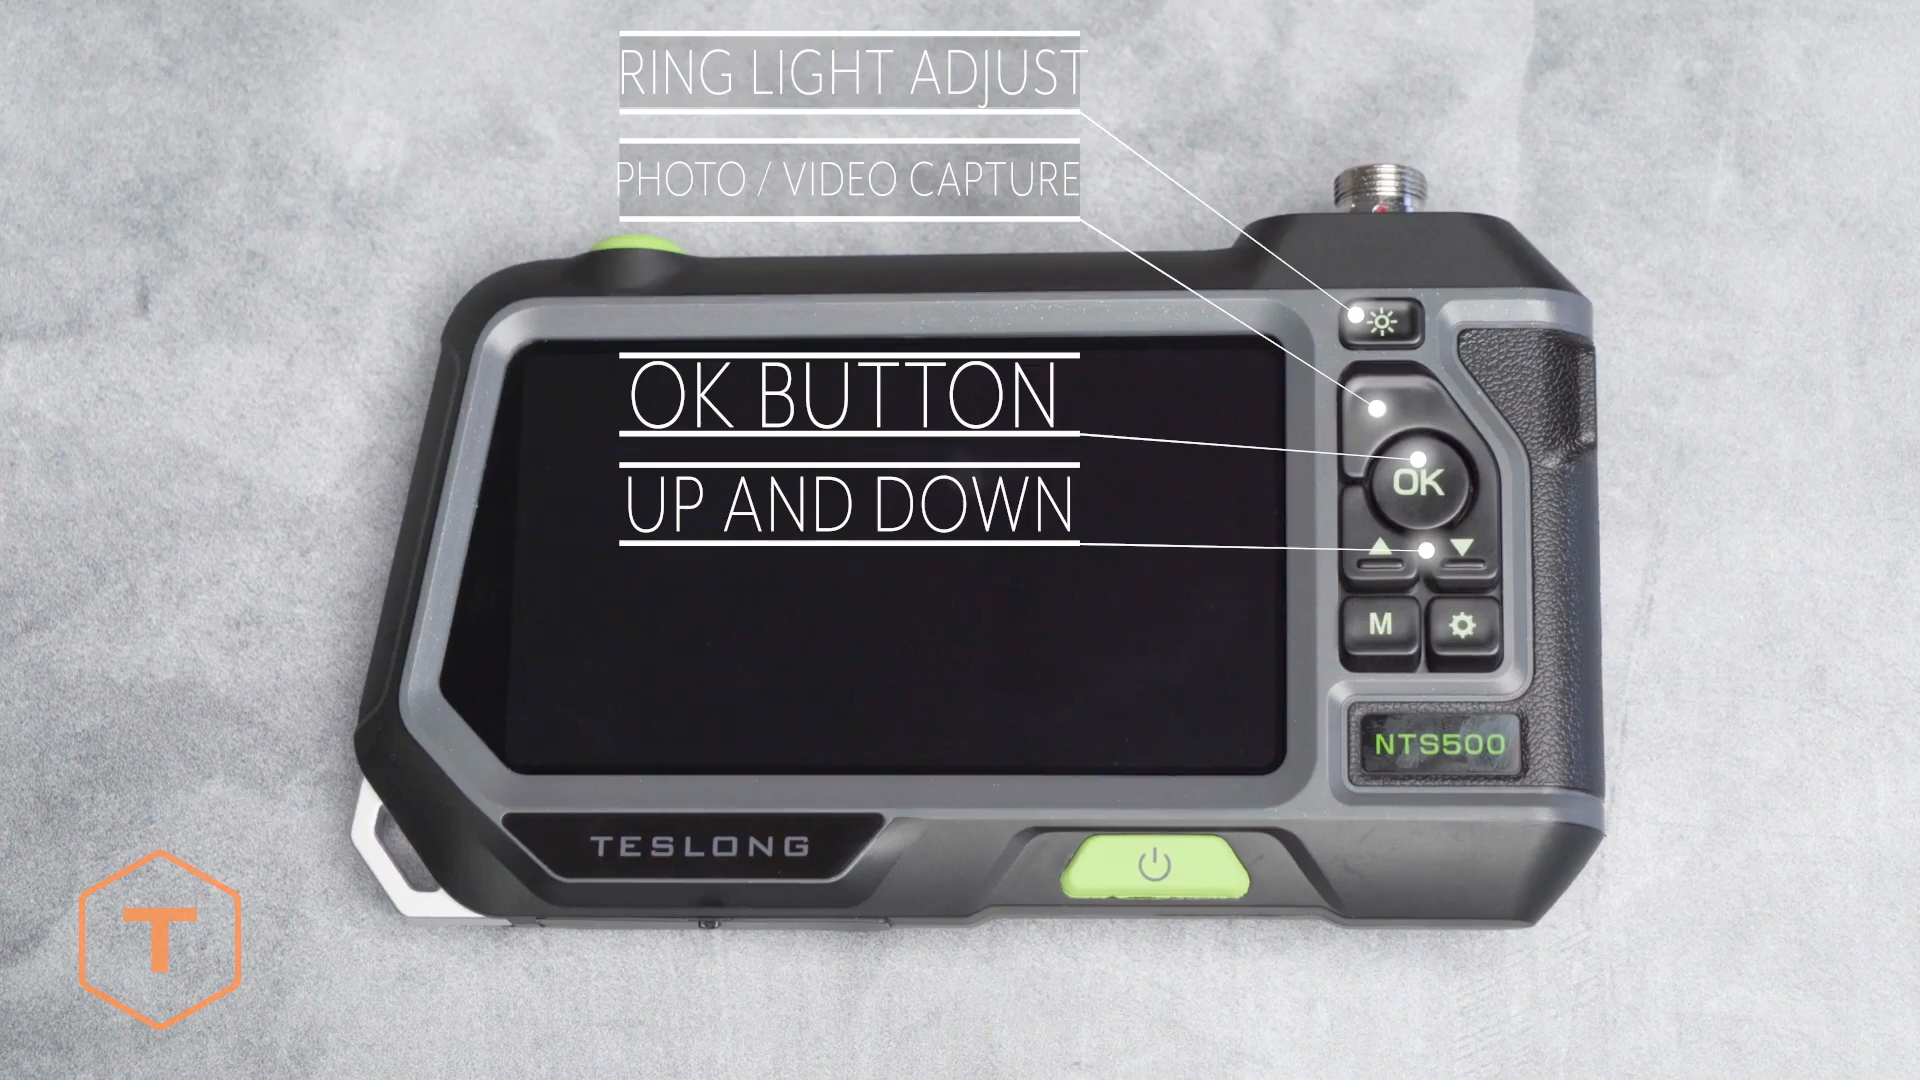 RING LIGHT ADJUST
PHOTO / VIDEO CAPTURE
OK BUTTON
UP AND DOWN
OK
M
NTS500
TESLONG
T